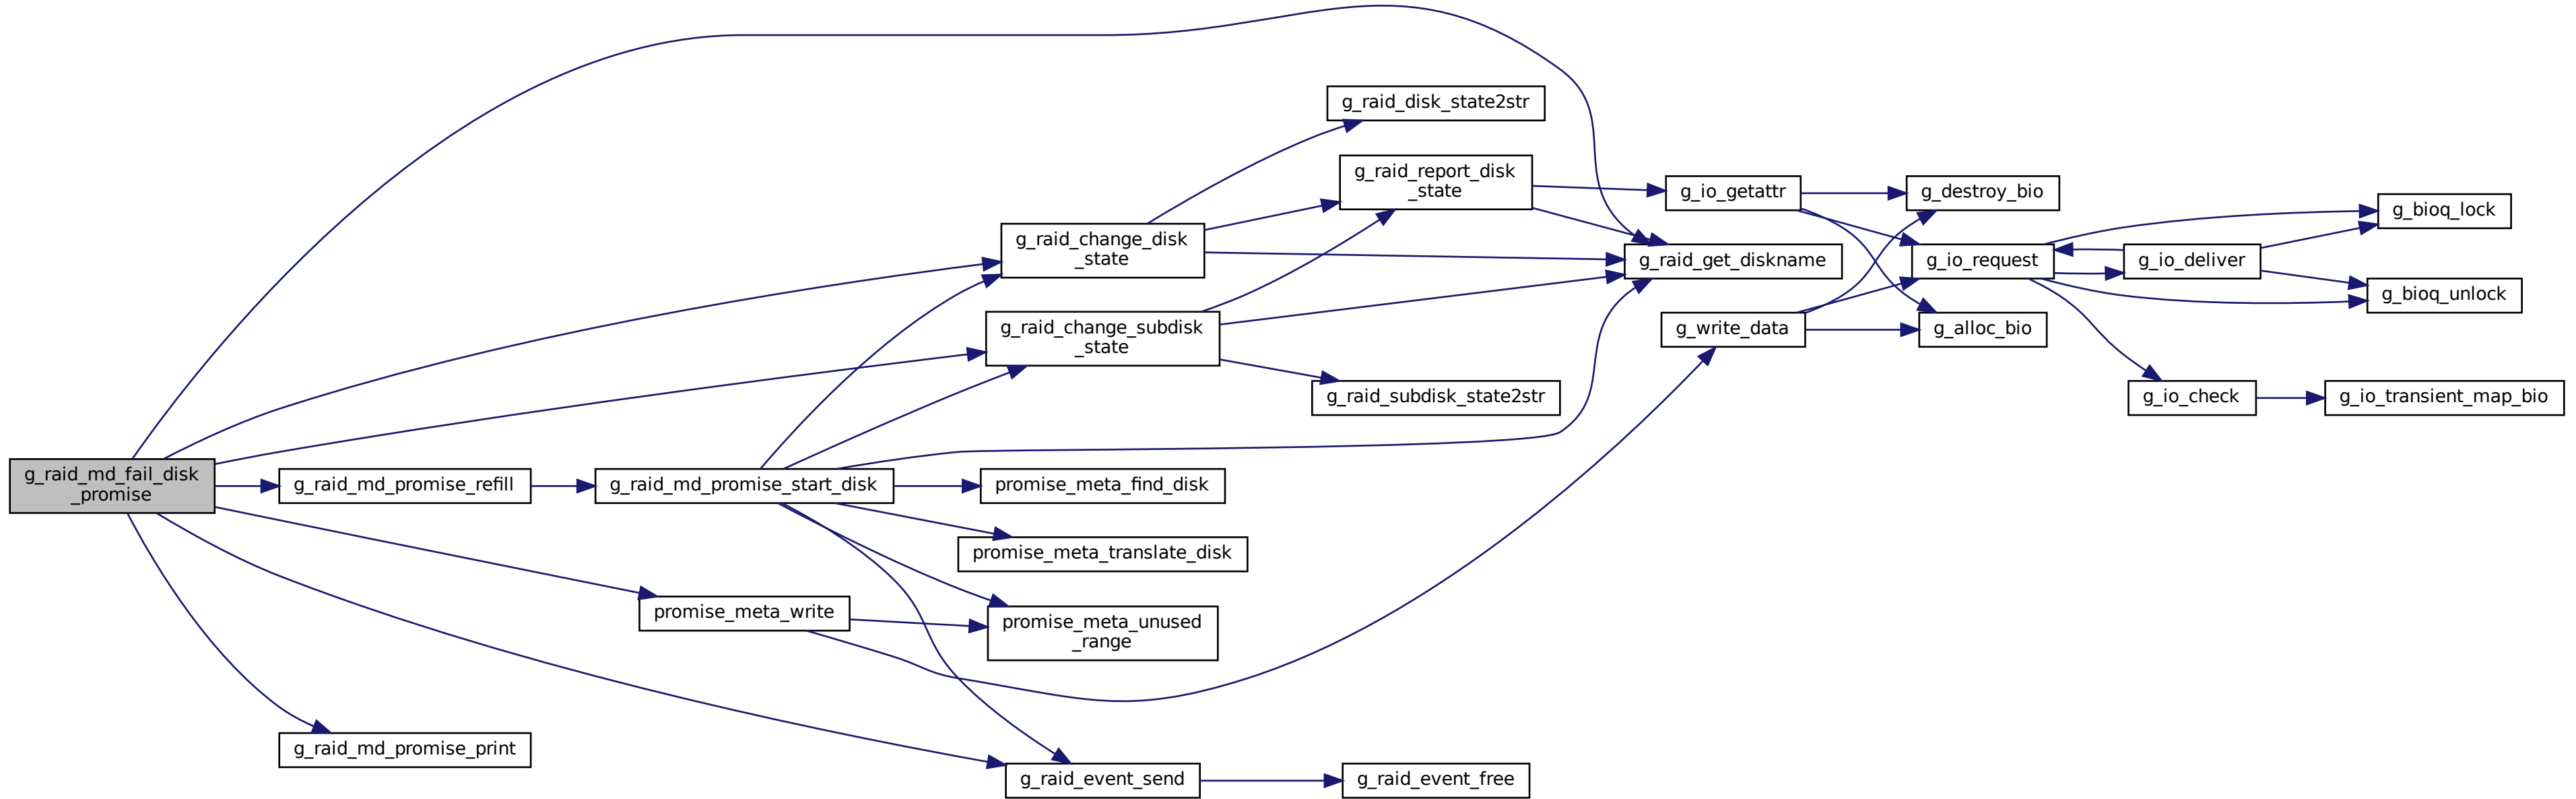 g_raid_md_fail_disk
_promise
g_raid_md_promise_refill
g_raid_md_promise_print
g_raid_md_promise_start_disk
promise_meta_write
g_raid_change_disk
_state
g_raid_change_subdisk
_state
promise_meta_find_disk
promise_meta_translate_disk
promise_meta_unused
_range
g_raid_event_send
g_raid_disk_state2str
g_raid_report_disk
_state
g_raid_subdisk_state2str
g_raid_event_free
g_io_getattr
g_raid_get_diskname
g_write_data
g_destroy_bio
g_io_request
g_alloc_bio
g_io_deliver
g_io_check
g_bioq_lock
g_bioq_unlock
g_io_transient_map_bio